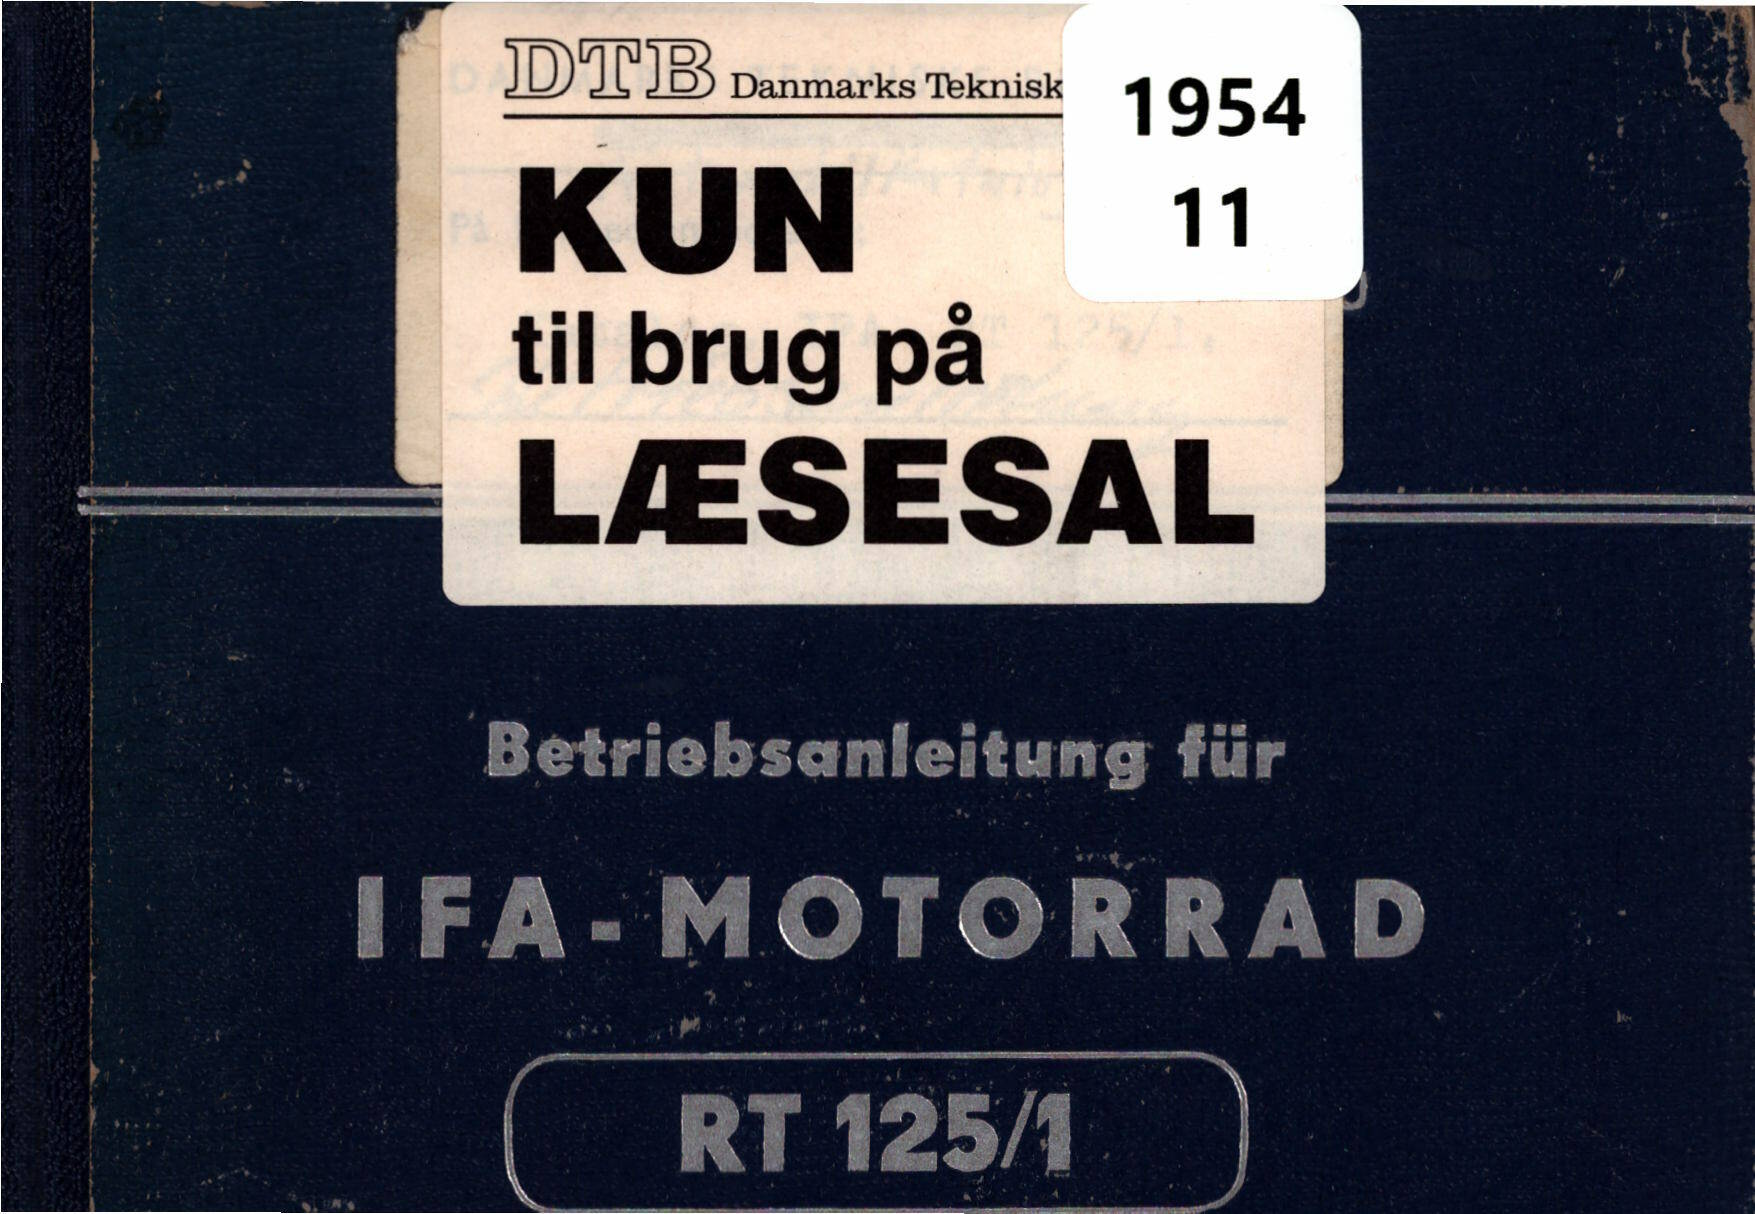 DTB Danmarks Teknisk
1954
11
KUN
til brug på
LÆSESAL
Betriebsanleitung für
IFA-MOTORRAD
RT 125/1